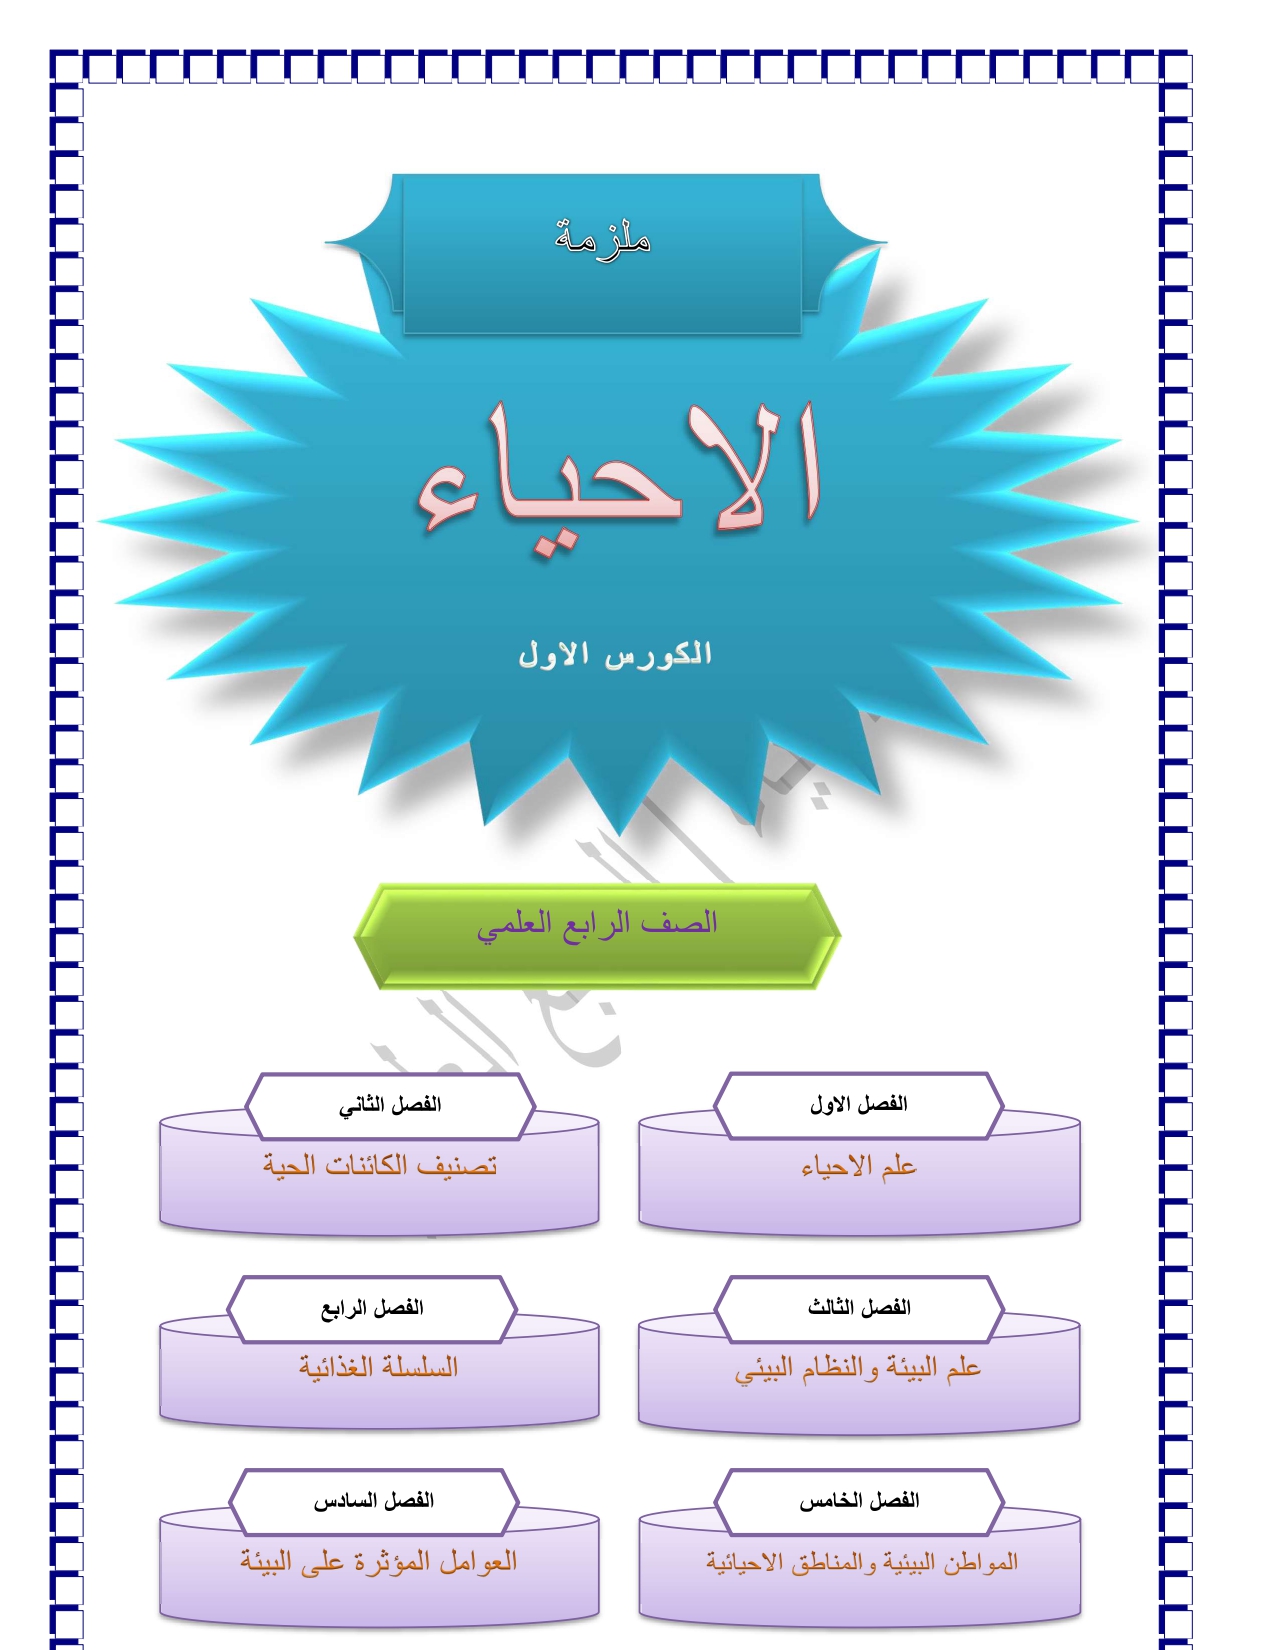 ملزمة
الاحياء
الكورس الاول
الصف الرابع العلمي
الفصل الاول
علم الاحياء
الفصل الثاني
تصنيف الكائنات الحية
الفصل الثالث
علم البيئة والنظام البيئي
الفصل الرابع
السلسلة الغذائية
الفصل الخامس
المواطن البيئية والمناطق الاحيائية
الفصل السادس
العوامل المؤثرة على البيئة